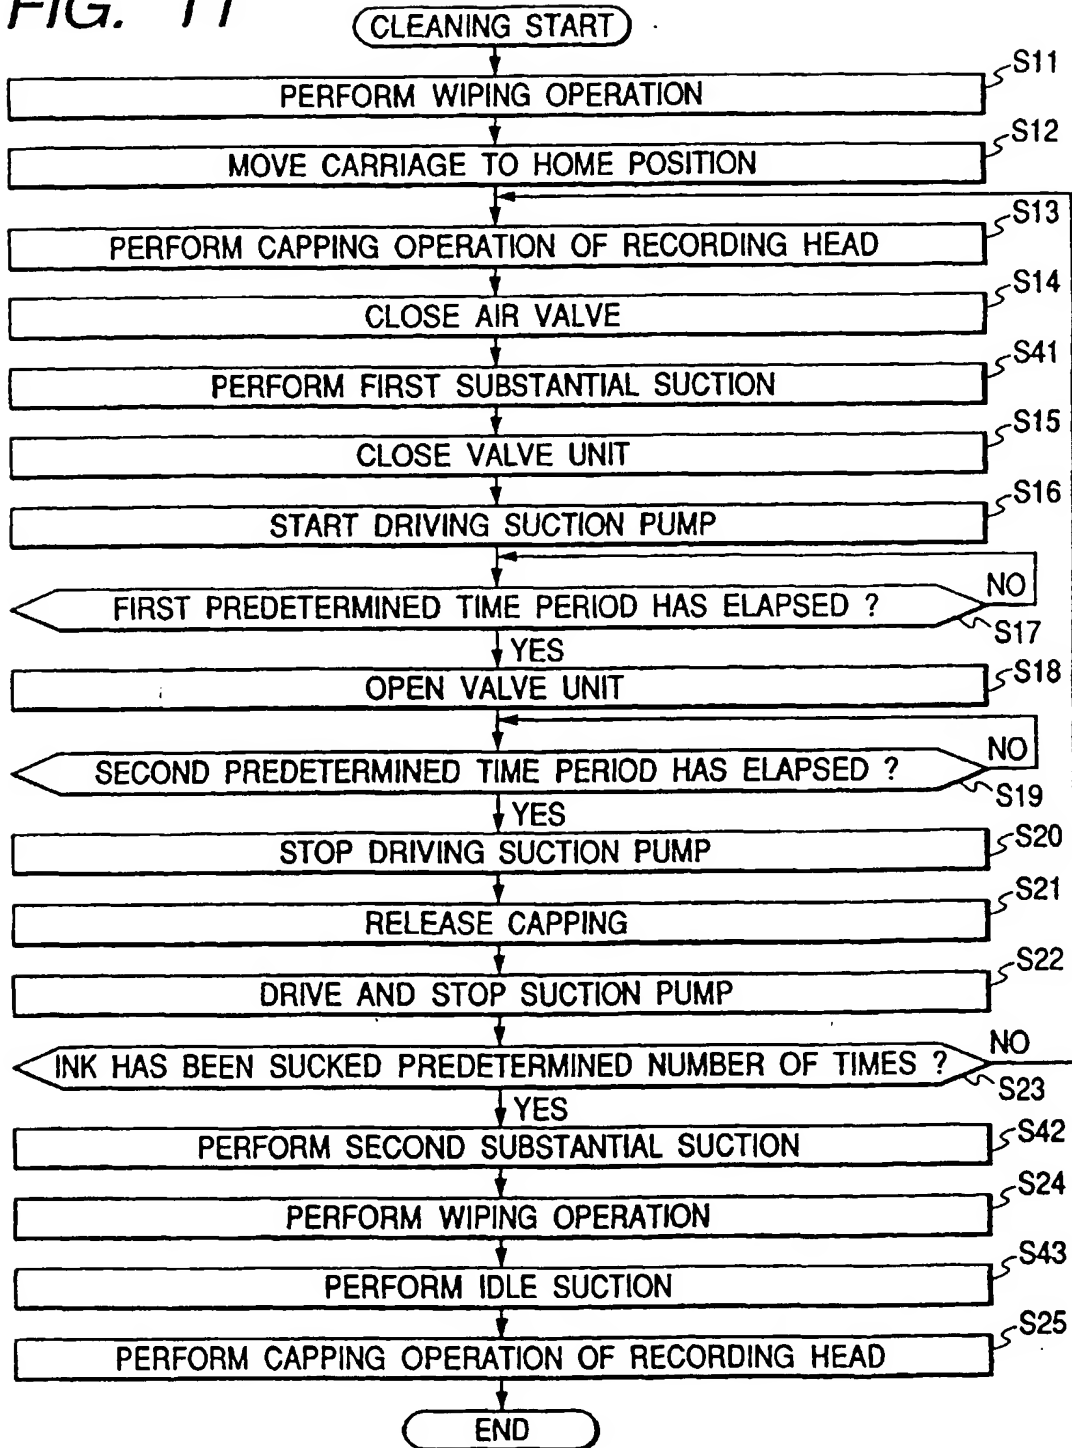 FIG. 11
CLEANING START
S11
PERFORM WIPING OPERATION
S12
MOVE CARRIAGE TO HOME POSITION
S13
PERFORM CAPPING OPERATION OF RECORDING HEAD
S14
CLOSE AIR VALVE
S41
PERFORM FIRST SUBSTANTIAL SUCTION
S15
CLOSE VALVE UNIT
S16
START DRIVING SUCTION PUMP
NO
FIRST PREDETERMINED TIME PERIOD HAS ELAPSED ?
S17
YES
S18
OPEN VALVE UNIT
NO
SECOND PREDETERMINED TIME PERIOD HAS ELAPSED ?
S19
YES
S20
STOP DRIVING SUCTION PUMP
S21
RELEASE CAPPING
S22
DRIVE AND STOP SUCTION PUMP
NO
INK HAS BEEN SUCKED PREDETERMINED NUMBER OF TIMES ?
S23
YES
S42
PERFORM SECOND SUBSTANTIAL SUCTION
S24
PERFORM WIPING OPERATION
S43
PERFORM IDLE SUCTION
S25
PERFORM CAPPING OPERATION OF RECORDING HEAD
END